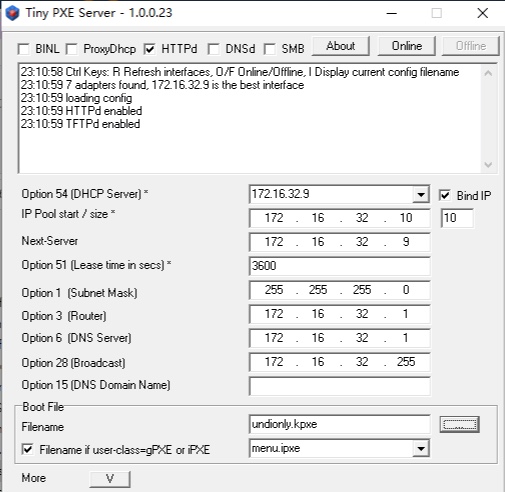 Tiny PXE Server - 1.0.0.23
BINL ProxyDhcp HTTPd DNSd SMB About Online Offline
23:10:58 Ctrl Keys: R Refresh interfaces, O/F Online/Offline, I Display current config filename
23:10:59 7 adapters found, 172.16.32.9 is the best interface
23:10:59 loading config
23:10:59 HTTPd enabled
23:10:59 TFTPd enabled
Option 54 (DHCP Server) * 172.16.32.9 Bind IP
IP Pool start / size * 172 . 16 . 32 . 10 10
Next-Server 172 . 16 . 32 . 9
Option 51 (Lease time in secs) * 3600
Option 1 (Subnet Mask) 255 . 255 . 255 . 0
Option 3 (Router) 172 . 16 . 32 . 1
Option 6 (DNS Server) 172 . 16 . 32 . 1
Option 28 (Broadcast) 172 . 16 . 32 . 255
Option 15 (DNS Domain Name)
Boot File
Filename undionly.kpxe ...
Filename if user-class=gPXE or iPXE menu.ipxe
More V